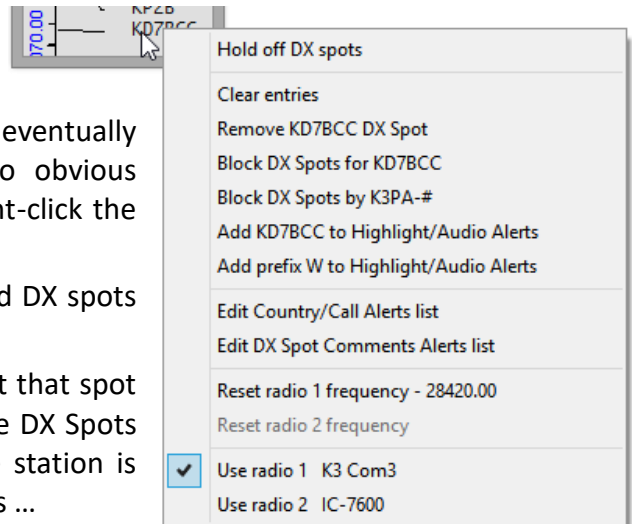 KP2B
070.00
KD7BCC
Hold off DX spots
Clear entries
Remove KD7BCC DX Spot
Block DX Spots for KD7BCC
Block DX Spots by K3PA-#
Add KD7BCC to Highlight/Audio Alerts
Add prefix W to Highlight/Audio Alerts
Edit Country/Call Alerts list
Edit DX Spot Comments Alerts list
Reset radio 1 frequency - 28420.00
Reset radio 2 frequency
Use radio 1 K3 Com3
Use radio 2 IC-7600
eventually
o obvious
nt-click the
d DX spots
t that spot
e DX Spots
station is
s ...